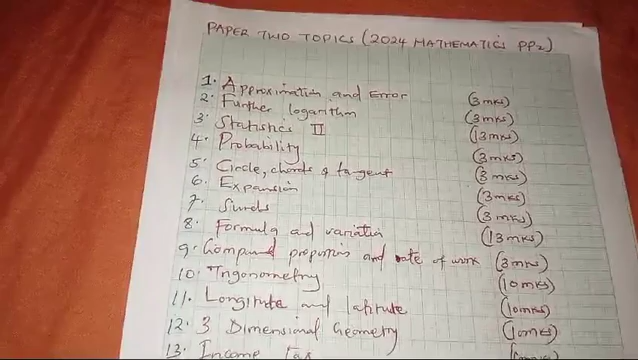 PAPER TWO TOPICS (2024 MATHEMATICS PP2)
1. Approximation and Error (3mks)
2. Further logarithm (3mks)
3. Statistics II (13mks)
4. Probability (3mks)
5. Circle, chords & tangent (3mks)
6. Expansion (3mks)
7. Surds (3mks)
8. Formula and variation (13mks)
9. Compound proportions and rate of work (3mks)
10. Trigonometry (10mks)
11. Longitude and latitude (10mks)
12. 3 Dimensional Geometry (10mks)
13. Income Tax